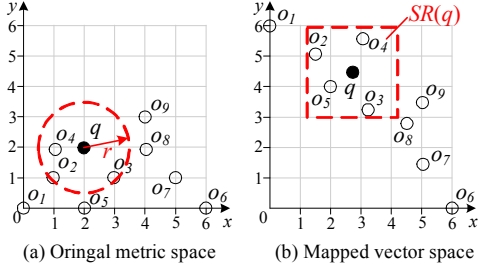 y
6
5
4
3
2
1
0
1 2 3 4 5 6 x
q
r
o1
o2
o3
o4
o5
o6
o7
o8
o9
(a) Oringal metric space
y
6
5
4
3
2
1
0
1 2 3 4 5 6 x
SR(q)
q
o1
o2
o3
o4
o5
o6
o7
o8
o9
(b) Mapped vector space